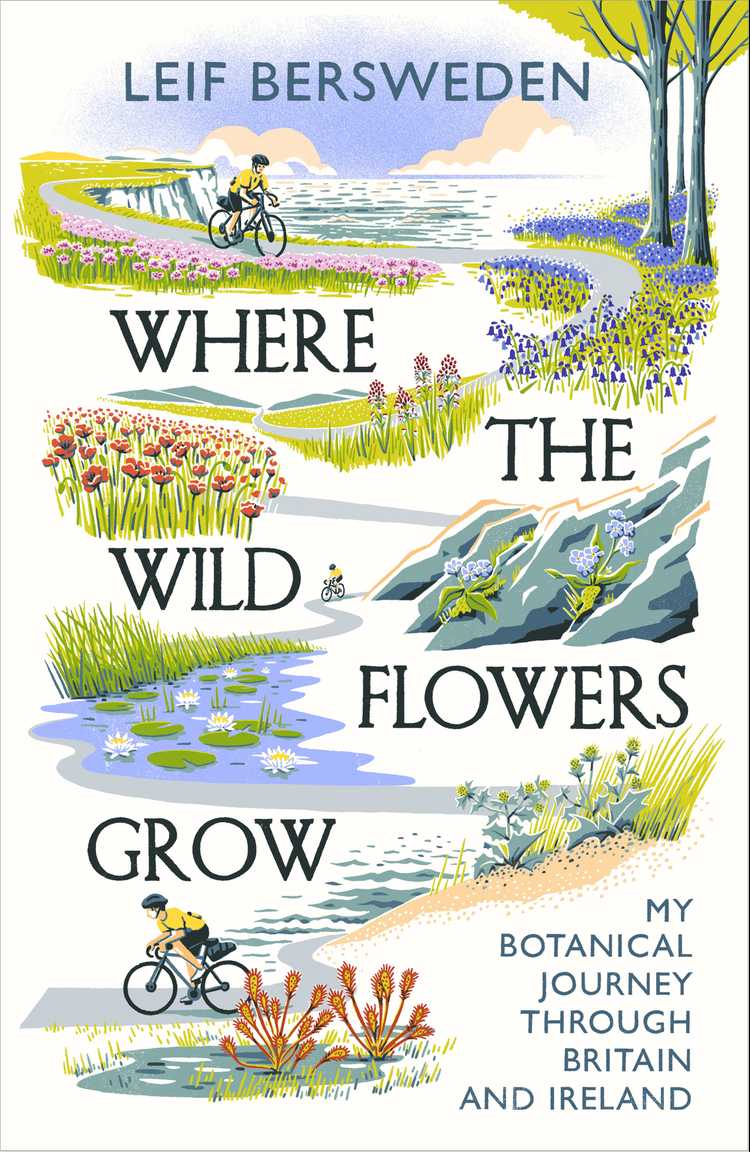 LEIF BERSWEDEN
WHERE
THE
WILD
FLOWERS
GROW
MY
BOTANICAL
JOURNEY
THROUGH
BRITAIN
AND IRELAND